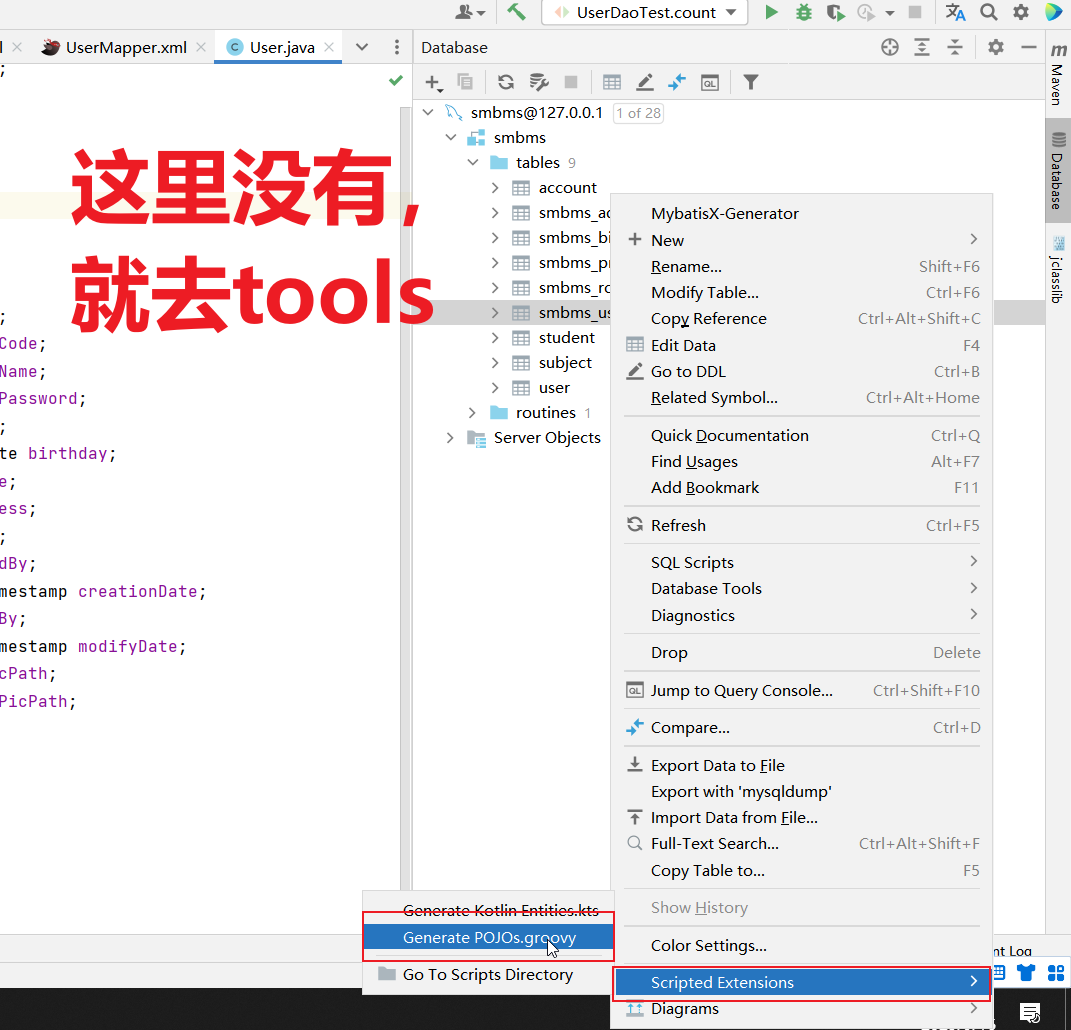 UserDaoTest.count
UserMapper.xml
User.java
Database
smbms@127.0.0.1 1 of 28
smbms
tables 9
account
smbms_ac
smbms_bi
smbms_pr
smbms_ro
smbms_us
student
subject
user
routines 1
Server Objects
这里没有，
就去tools
;
;
Code;
Name;
Password;
;
te birthday;
e;
ess;
;
dBy;
mestamp creationDate;
By;
mestamp modifyDate;
cPath;
PicPath;
MybatisX-Generator
New
Rename... Shift+F6
Modify Table... Ctrl+F6
Copy Reference Ctrl+Alt+Shift+C
Edit Data F4
Go to DDL Ctrl+B
Related Symbol... Ctrl+Alt+Home
Quick Documentation Ctrl+Q
Find Usages Alt+F7
Add Bookmark F11
Refresh Ctrl+F5
SQL Scripts
Database Tools
Diagnostics
Drop Delete
QL Jump to Query Console... Ctrl+Shift+F10
Compare... Ctrl+D
Export Data to File
Export with 'mysqldump'
Import Data from File...
Full-Text Search... Ctrl+Alt+Shift+F
Copy Table to... F5
Show History
Color Settings...
Scripted Extensions
Diagrams
Generate Kotlin Entities.kts
Generate POJOs.groovy
Go To Scripts Directory
nt Log
m
Maven
Database
jclasslib
QL